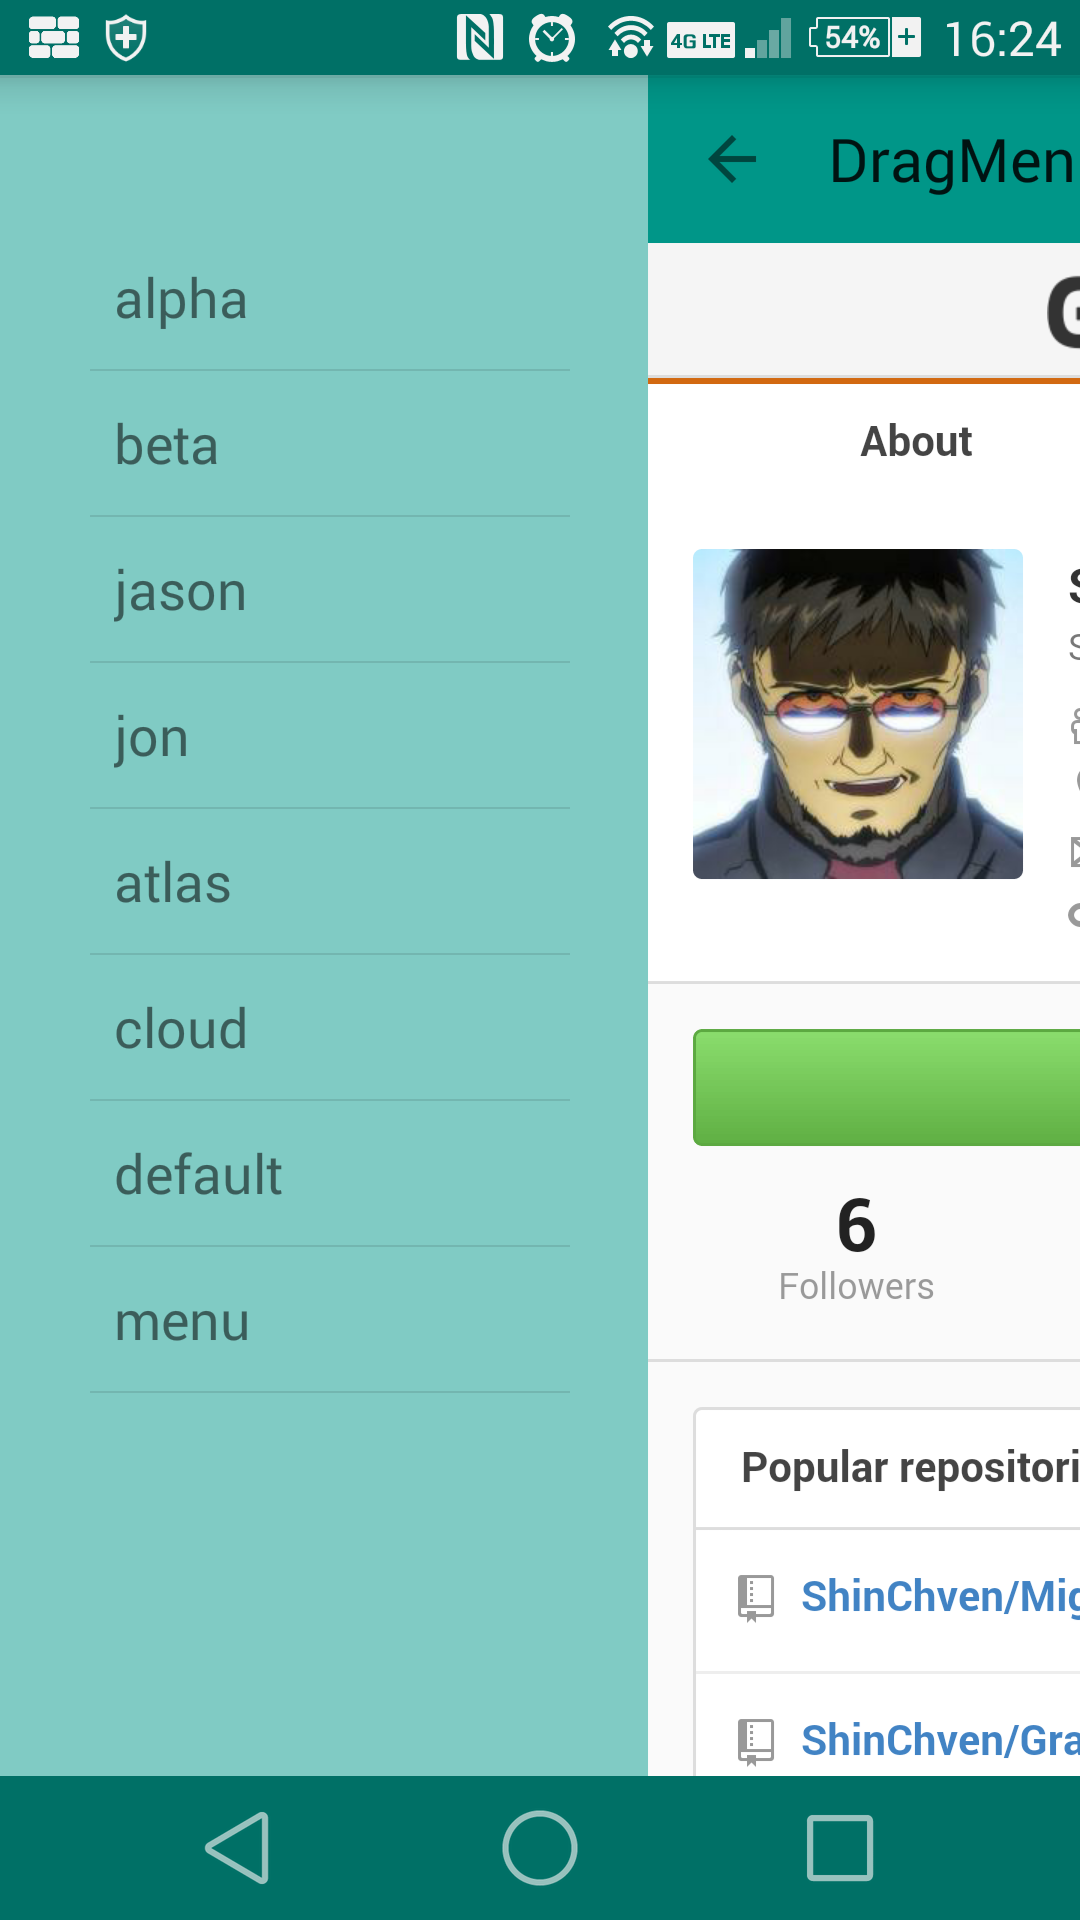 4G LTE 54% 16:24
DragMen
alpha
beta
jason
jon
atlas
cloud
default
menu
G
About
6
Followers
Popular repositori
ShinChven/Mig
ShinChven/Gra